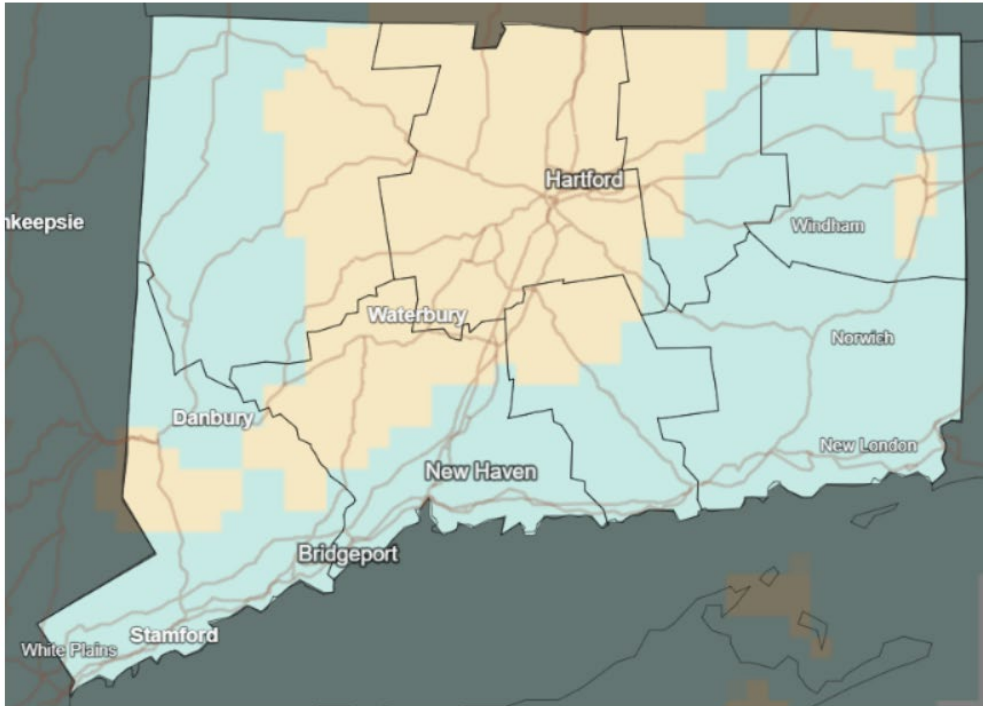 Hartford
nkeepsie
Windham
Waterbury
Norwich
Danbury
New London
New Haven
Bridgeport
Stamford
White Plains